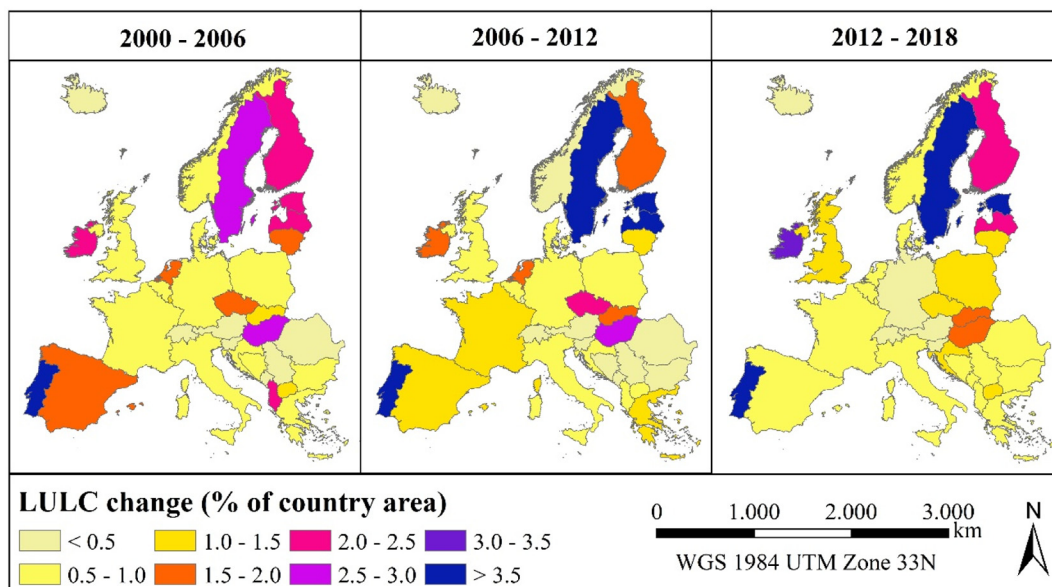 2000 - 2006
2006 - 2012
2012 - 2018
LULC change (% of country area)
< 0.5
1.0 - 1.5
2.0 - 2.5
3.0 - 3.5
0.5 - 1.0
1.5 - 2.0
2.5 - 3.0
> 3.5
0 1.000 2.000 3.000
km
WGS 1984 UTM Zone 33N
N